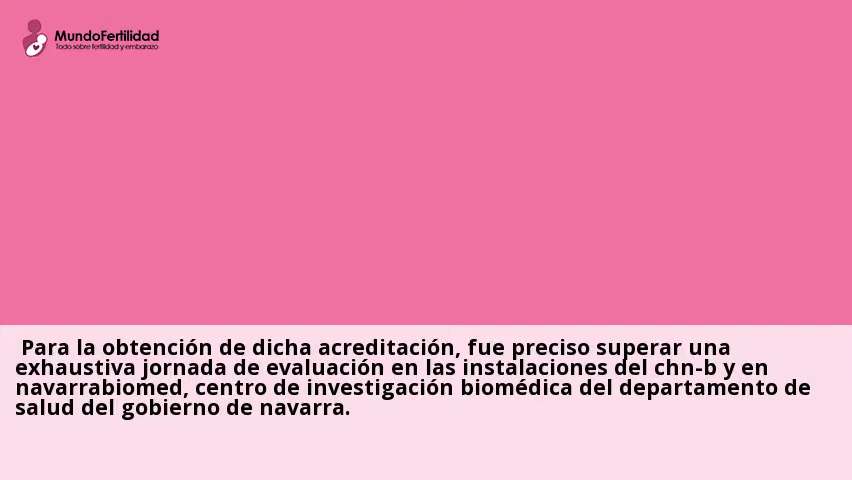 MundoFertilidad
Todo sobre fertilidad y embarazo
Para la obtención de dicha acreditación, fue preciso superar una
exhaustiva jornada de evaluación en las instalaciones del chn-b y en
navarrabiomed, centro de investigación biomédica del departamento de
salud del gobierno de navarra.